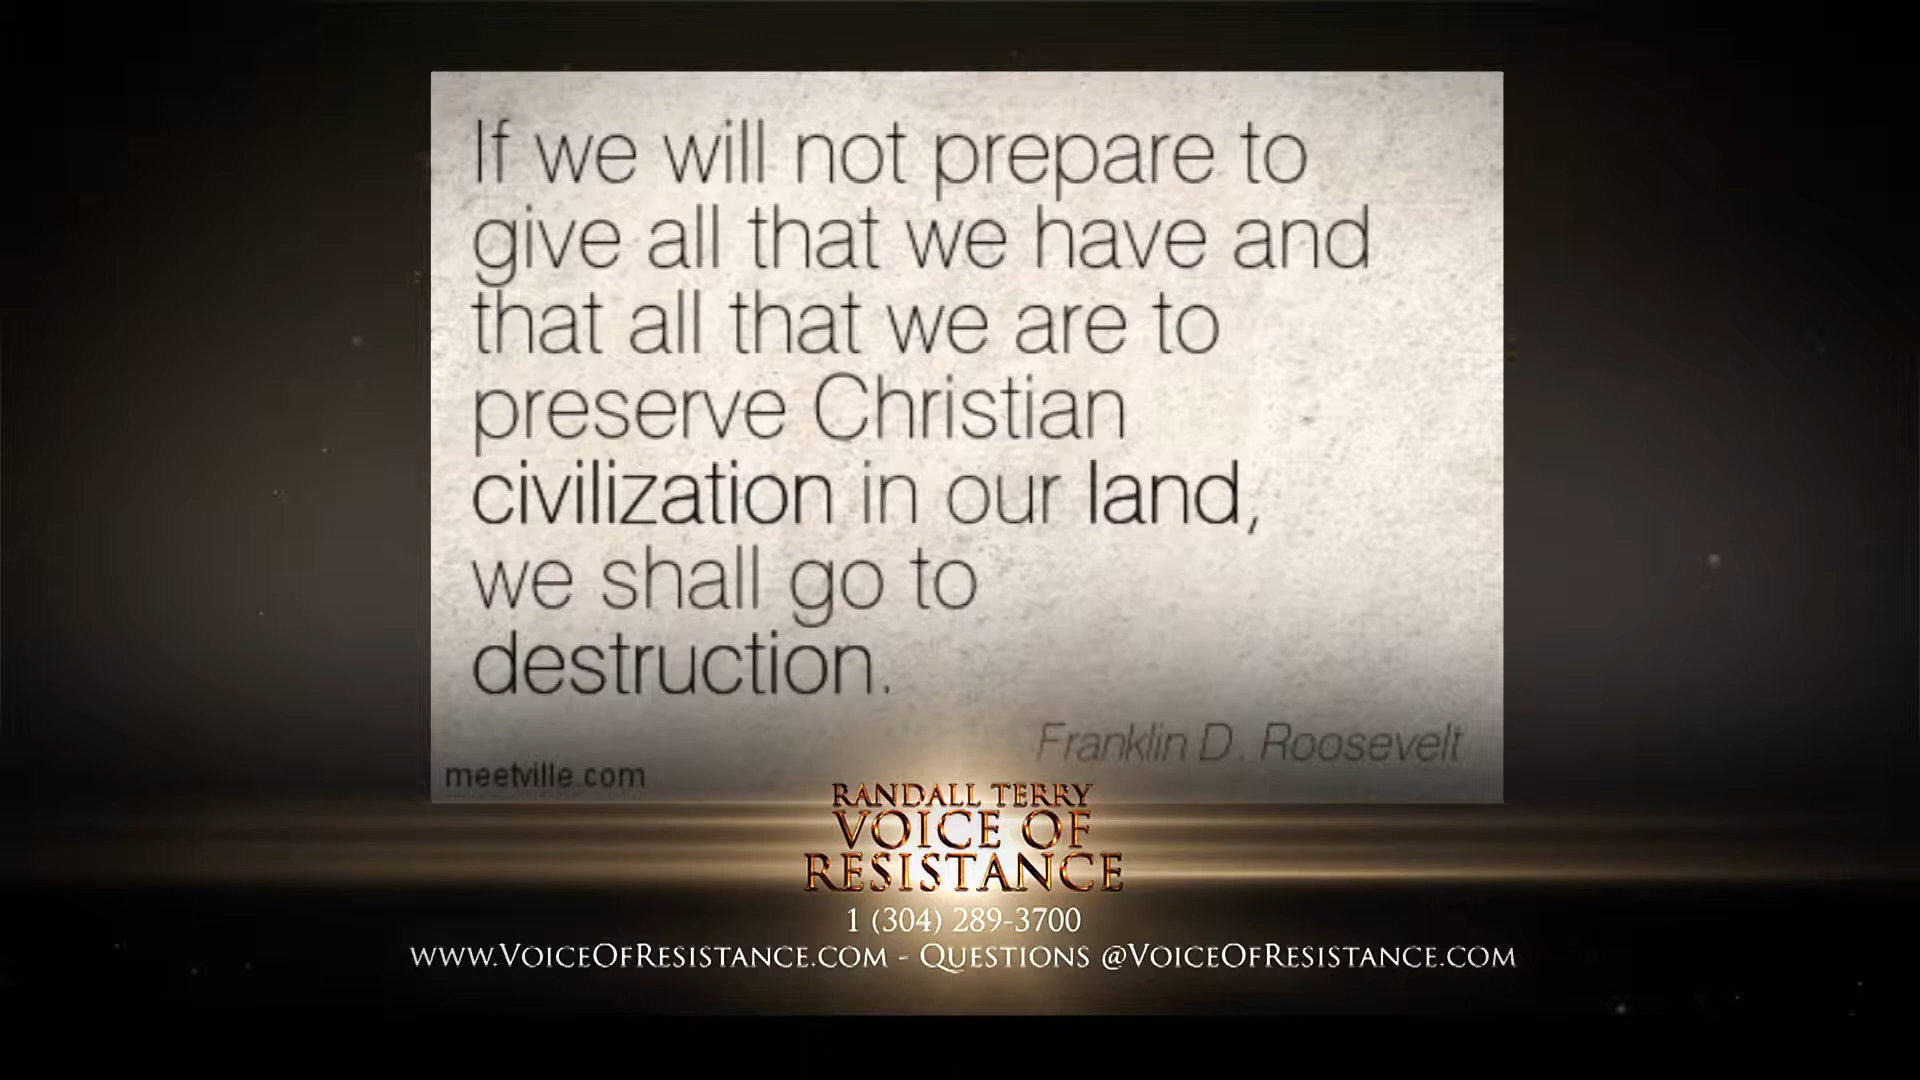 If we will not prepare to
give all that we have and
that all that we are to
preserve Christian
civilization in our land,
we shall go to
destruction.
Franklin D. Roosevelt
meetville.com
RANDALL TERRY
VOICE OF
RESISTANCE
1 (304) 289-3700
www.VoiceOfResistance.com - Questions @VoiceOfResistance.com